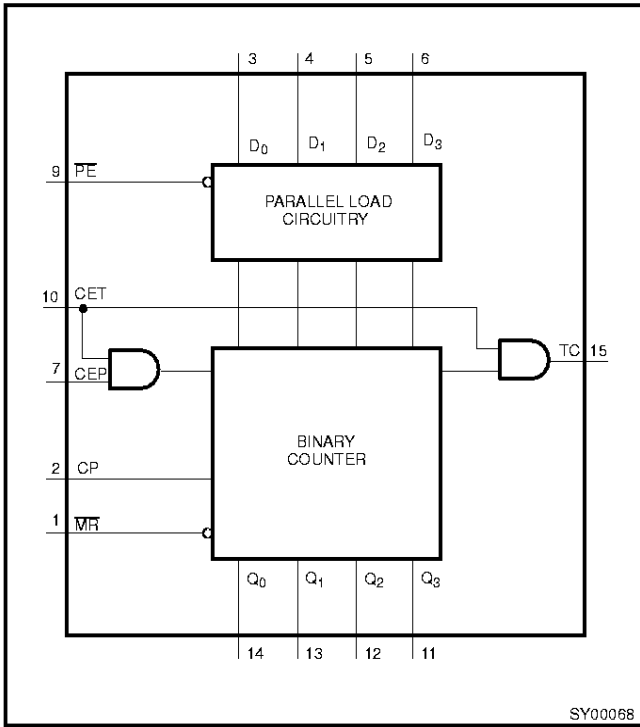 3 4 5 6
D0 D1 D2 D3
9 PE
PARALLEL LOAD
CIRCUITRY
10 CET
TC 15
7 CEP
BINARY
COUNTER
2 CP
1 MR
Q0 Q1 Q2 Q3
14 13 12 11
SY00068